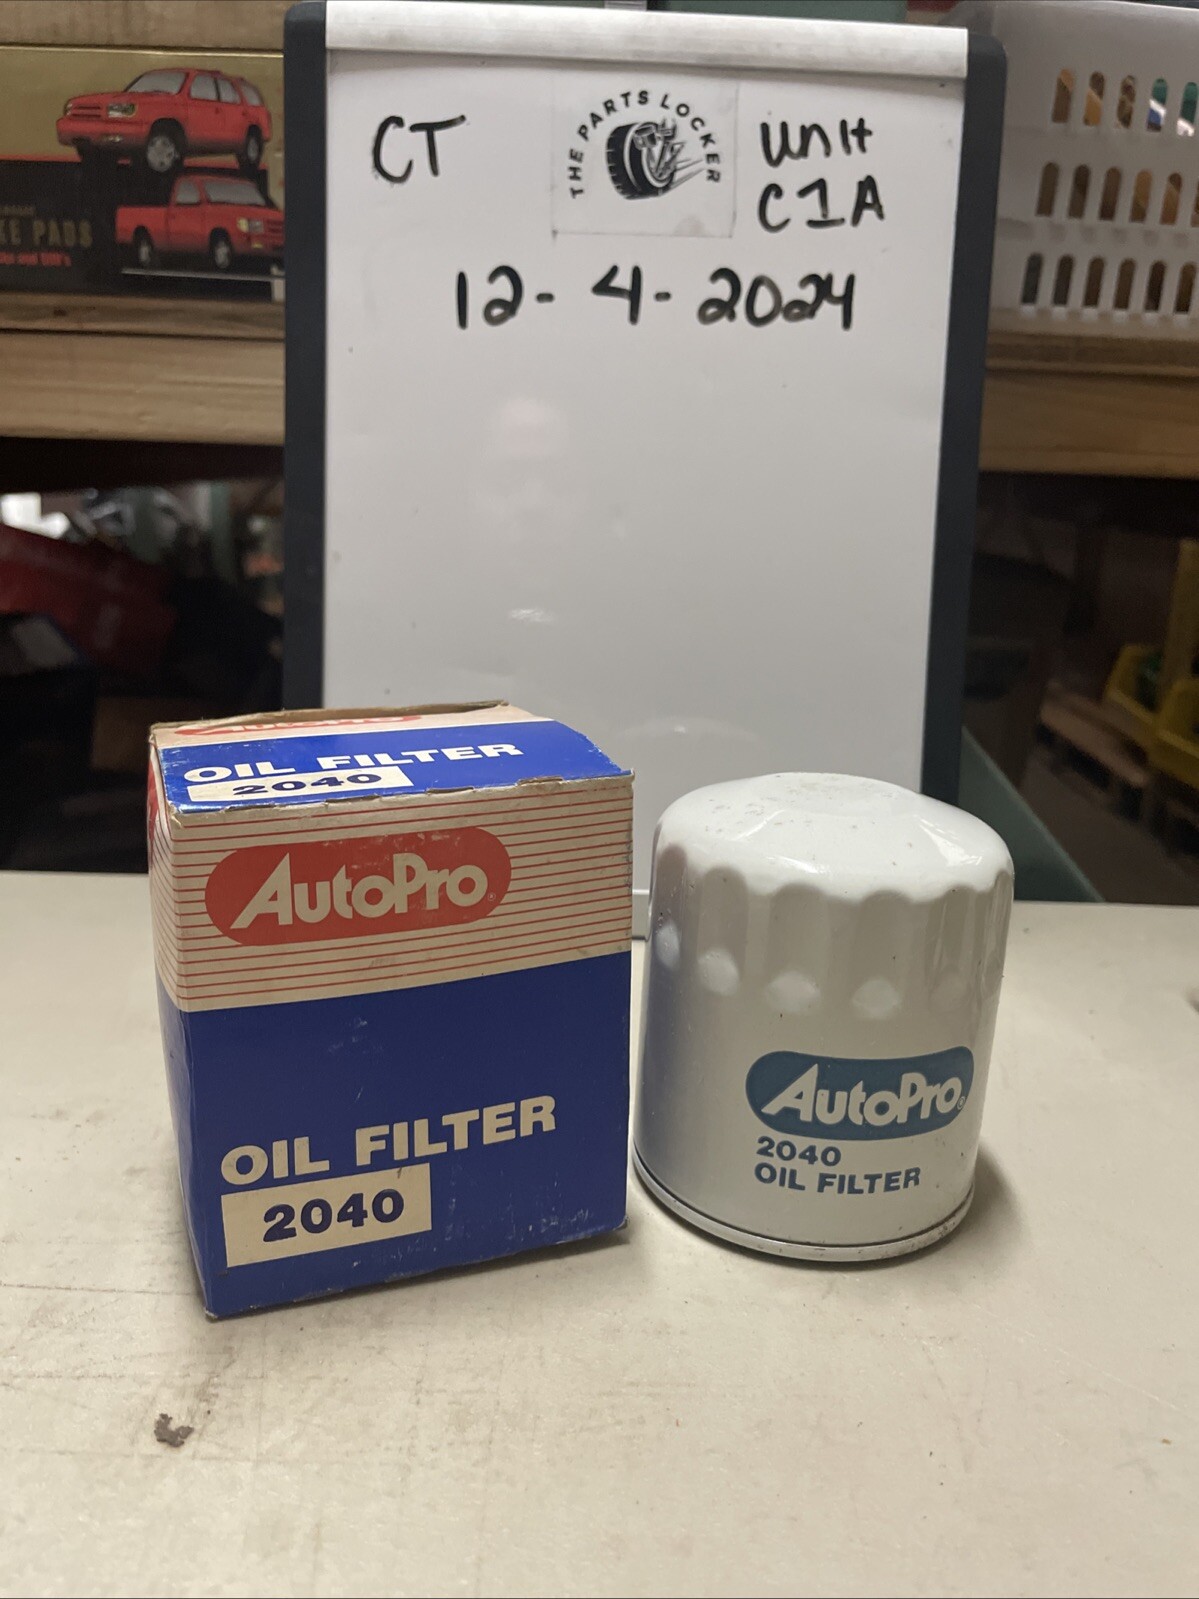 CT
THE PARTS LOCKER
Unit
C1A
12-4-2024
KE PADS
AutoPro
OIL FILTER
2040
AutoPro®
OIL FILTER
2040
AutoPro®
2040
OIL FILTER